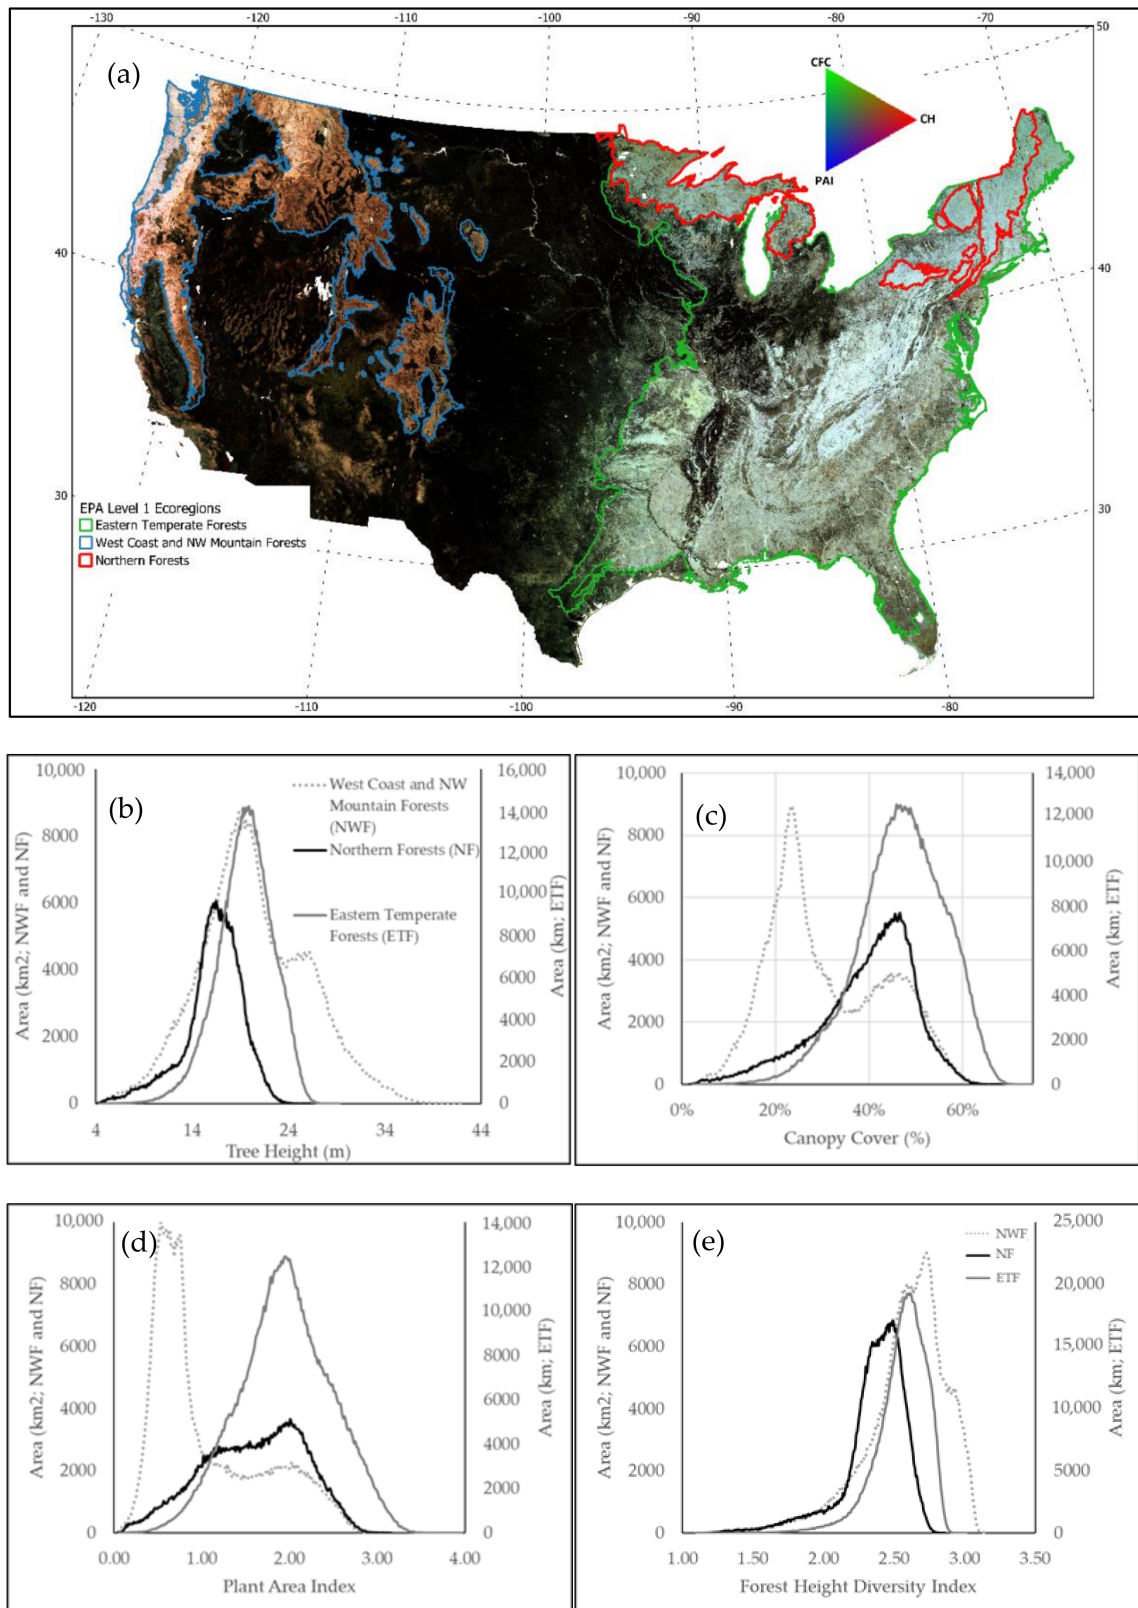 -130
-120
-110
-100
-90
-80
-70
50
(a)
CFC
CH
PAI
40
40
30
30
EPA Level 1 Ecoregions
Eastern Temperate Forests
West Coast and NW Mountain Forests
Northern Forests
-120
-110
-100
-90
-80
(b)
10,000
8000
6000
4000
2000
0
Area (km2; NWF and NF)
16,000
14,000
12,000
10,000
8000
6000
4000
2000
0
Area (km; ETF)
West Coast and NW
Mountain Forests
(NWF)
Northern Forests (NF)
Eastern Temperate
Forests (ETF)
4
14
24
34
44
Tree Height (m)
(c)
10,000
8000
6000
4000
2000
0
Area (km2; NWF and NF)
14,000
12,000
10,000
8000
6000
4000
2000
0
Area (km; ETF)
0%
20%
40%
60%
Canopy Cover (%)
(d)
10,000
8000
6000
4000
2000
0
Area (km2; NWF and NF)
14,000
12,000
10,000
8000
6000
4000
2000
0
Area (km; ETF)
0.00
1.00
2.00
3.00
4.00
Plant Area Index
(e)
10,000
8000
6000
4000
2000
0
Area (km2; NWF and NF)
25,000
20,000
15,000
10,000
5000
0
Area (km; ETF)
NWF
NF
ETF
1.00
1.50
2.00
2.50
3.00
3.50
Forest Height Diversity Index